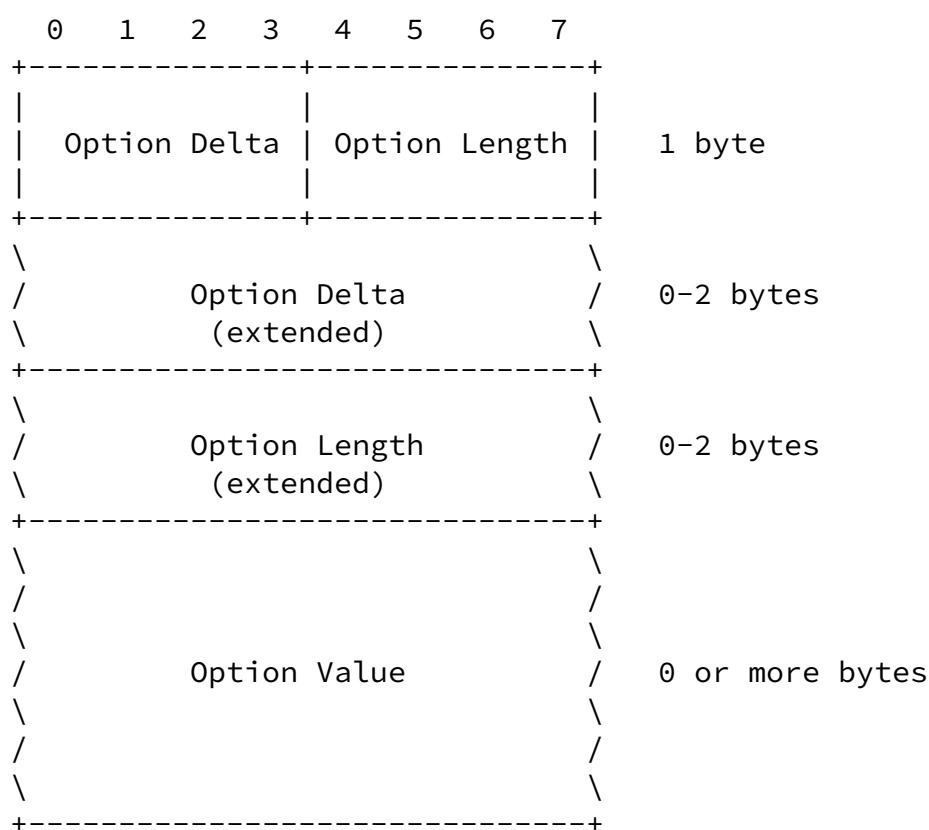 0 1 2 3 4 5 6 7
Option Delta Option Length 1 byte
Option Delta 0-2 bytes
(extended)
Option Length 0-2 bytes
(extended)
Option Value 0 or more bytes